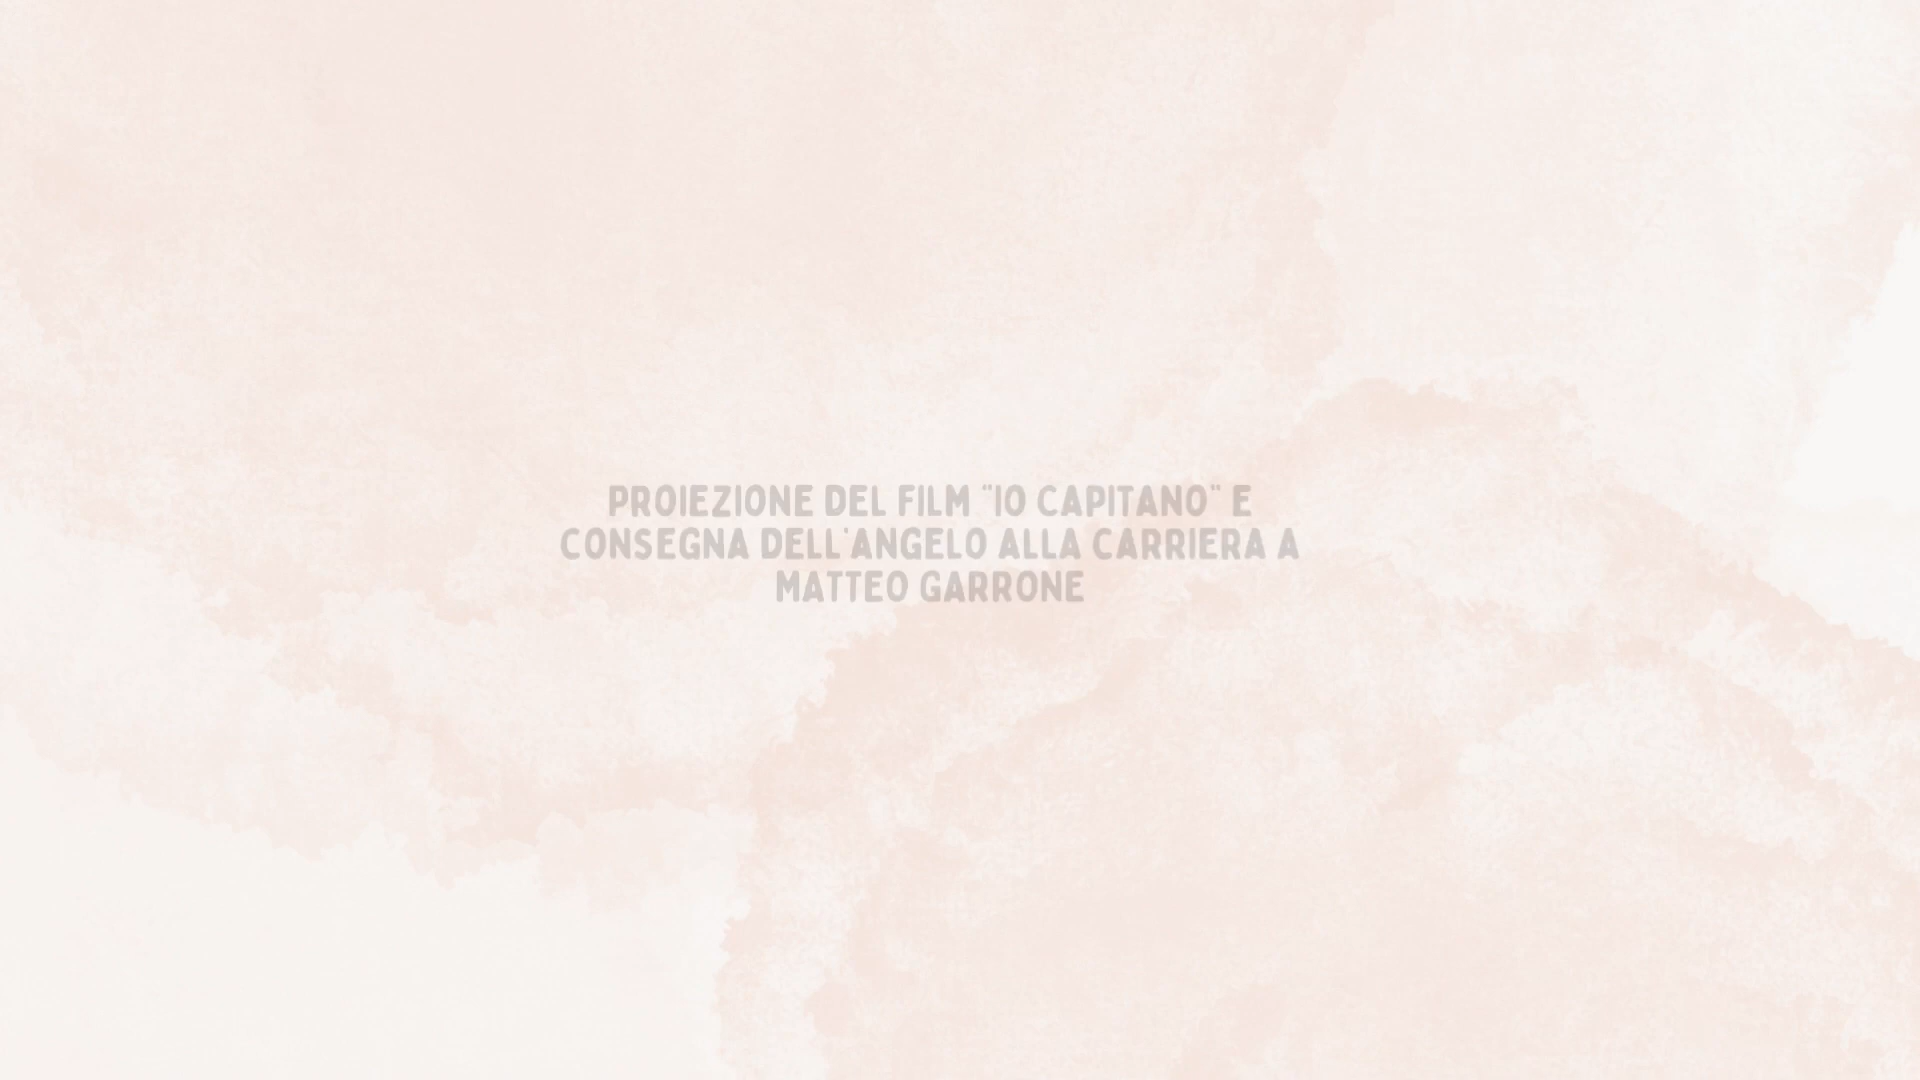 PROIEZIONE DEL FILM "IO CAPITANO" E
CONSEGNA DELL'ANGELO ALLA CARRIERA A
MATTEO GARRONE